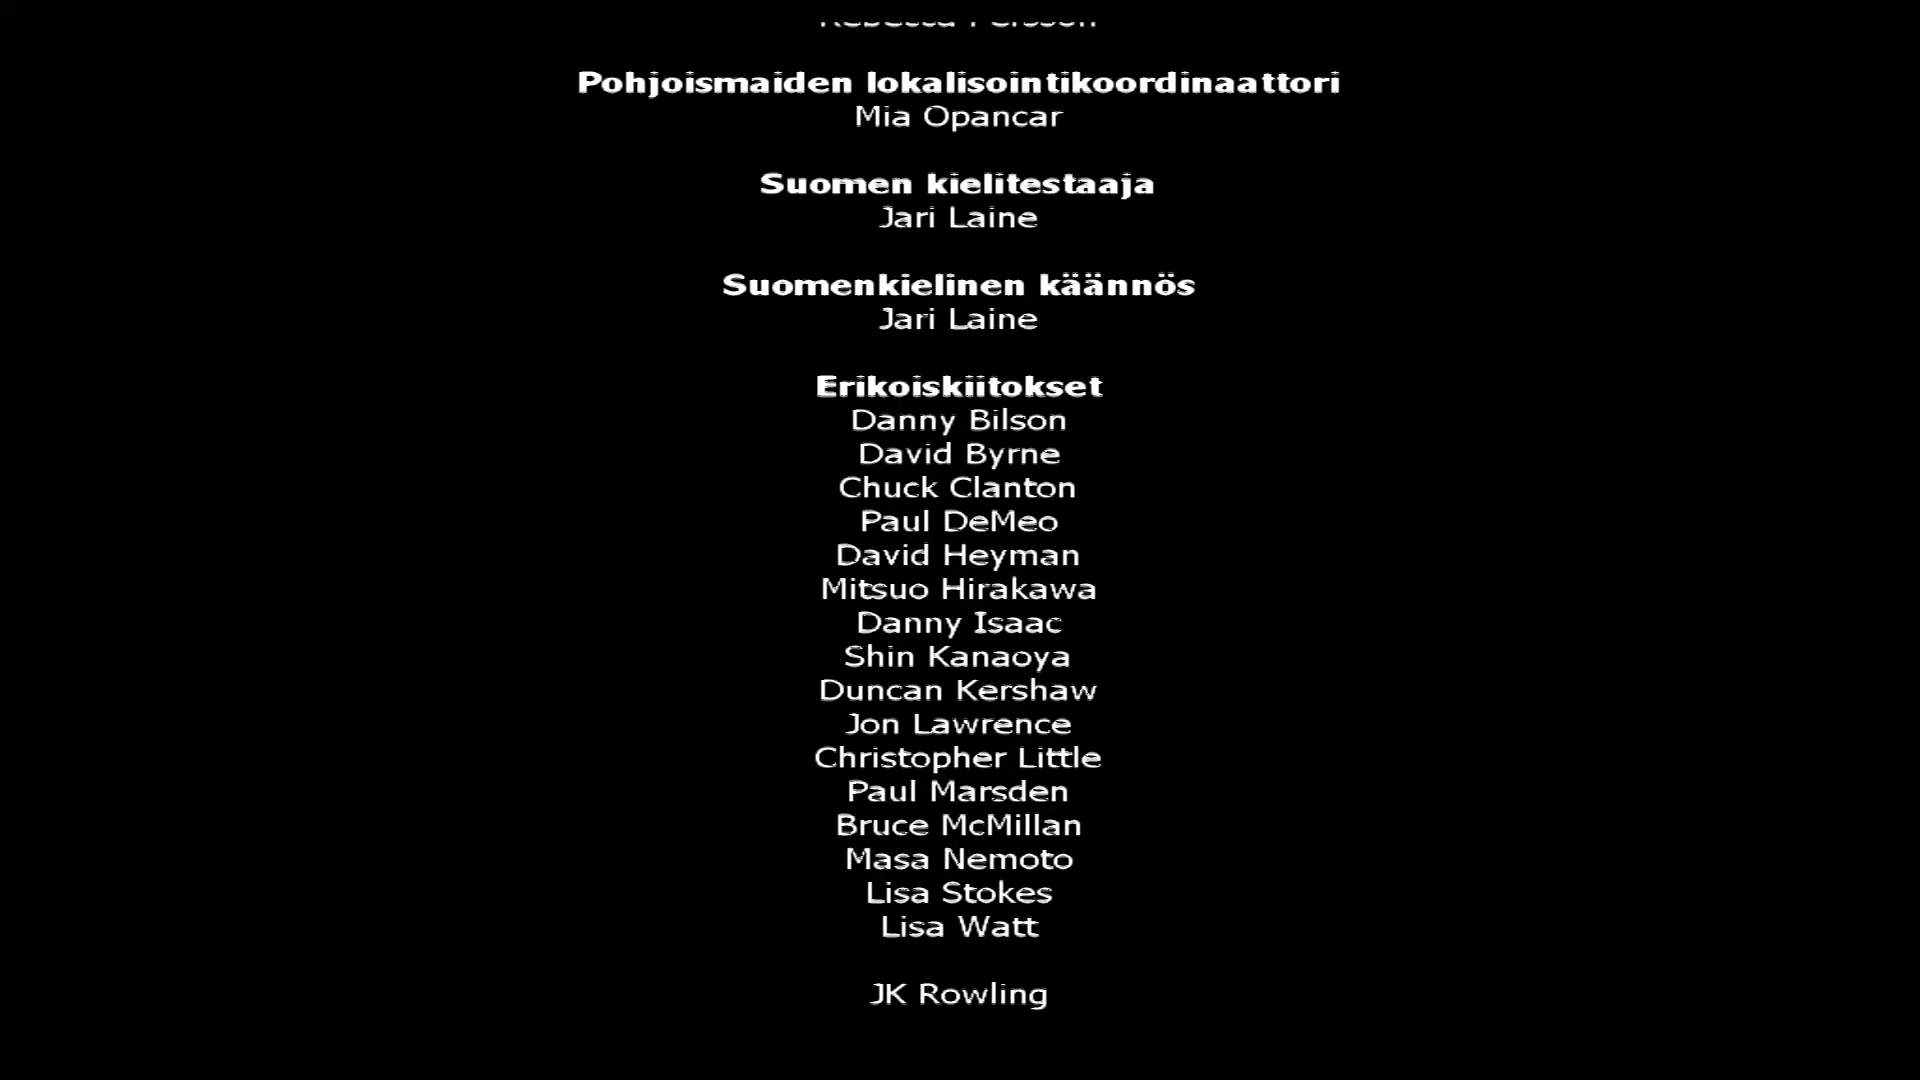 Rebecca Persson
Pohjoismaiden lokalisointikoordinaattori
Mia Opancar
Suomen kielitestaaja
Jari Laine
Suomenkielinen käännös
Jari Laine
Erikoiskiitokset
Danny Bilson
David Byrne
Chuck Clanton
Paul DeMeo
David Heyman
Mitsuo Hirakawa
Danny Isaac
Shin Kanaoya
Duncan Kershaw
Jon Lawrence
Christopher Little
Paul Marsden
Bruce McMillan
Masa Nemoto
Lisa Stokes
Lisa Watt
JK Rowling